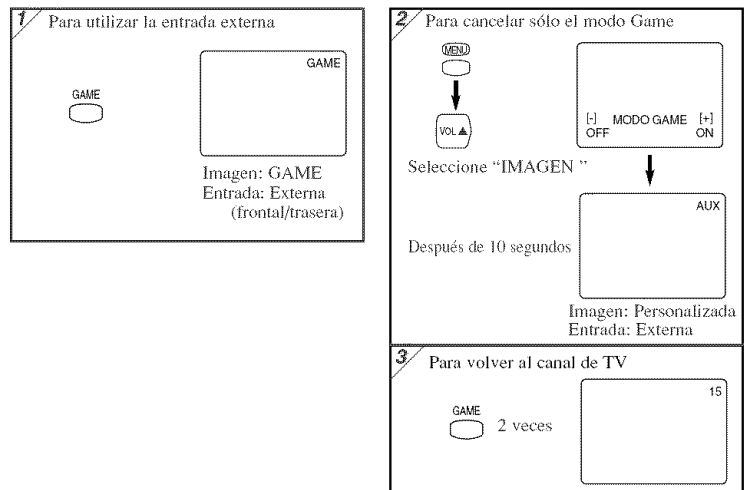 1 Para utilizar la entrada externa
GAME
GAME
Imagen: GAME
Entrada: Externa
(frontal/trasera)
2 Para cancelar sólo el modo Game
MENU
VOL ▲
[-] MODO GAME [+]
OFF ON
Seleccione “IMAGEN ”
AUX
Después de 10 segundos
Imagen: Personalizada
Entrada: Externa
3 Para volver al canal de TV
15
GAME
2 veces